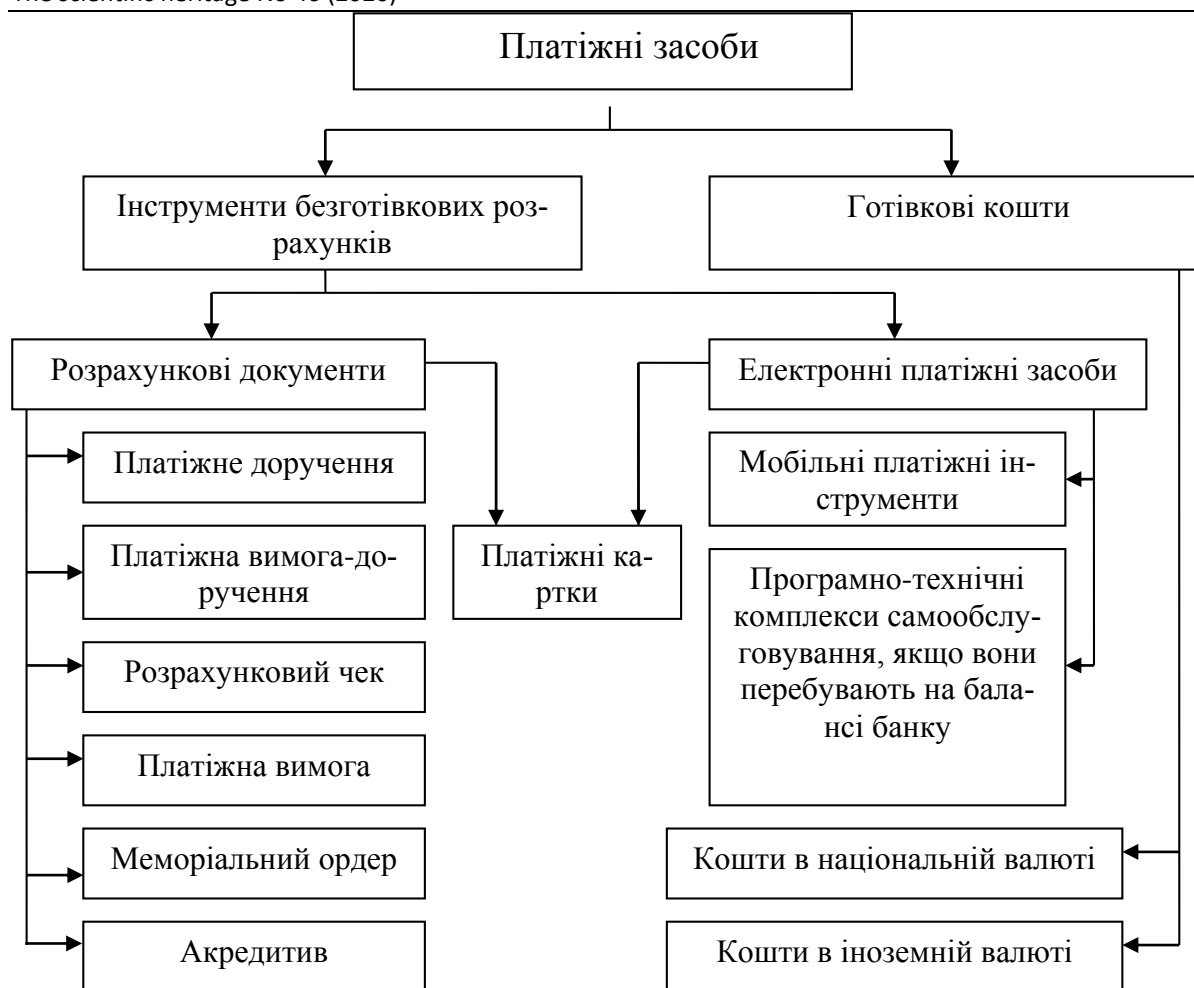 Платіжні засоби
Інструменти безготівкових роз-
рахунків
Готівкові кошти
Розрахункові документи
Електронні платіжні засоби
Платіжне доручення
Мобільні платіжні ін-
струменти
Платіжна вимога-до-
ручення
Платіжні ка-
ртки
Програмно-технічні
комплекси самообслу-
говування, якщо вони
перебувають на бала-
нсі банку
Розрахунковий чек
Платіжна вимога
Меморіальний ордер
Кошти в національній валюті
Акредитив
Кошти в іноземній валюті